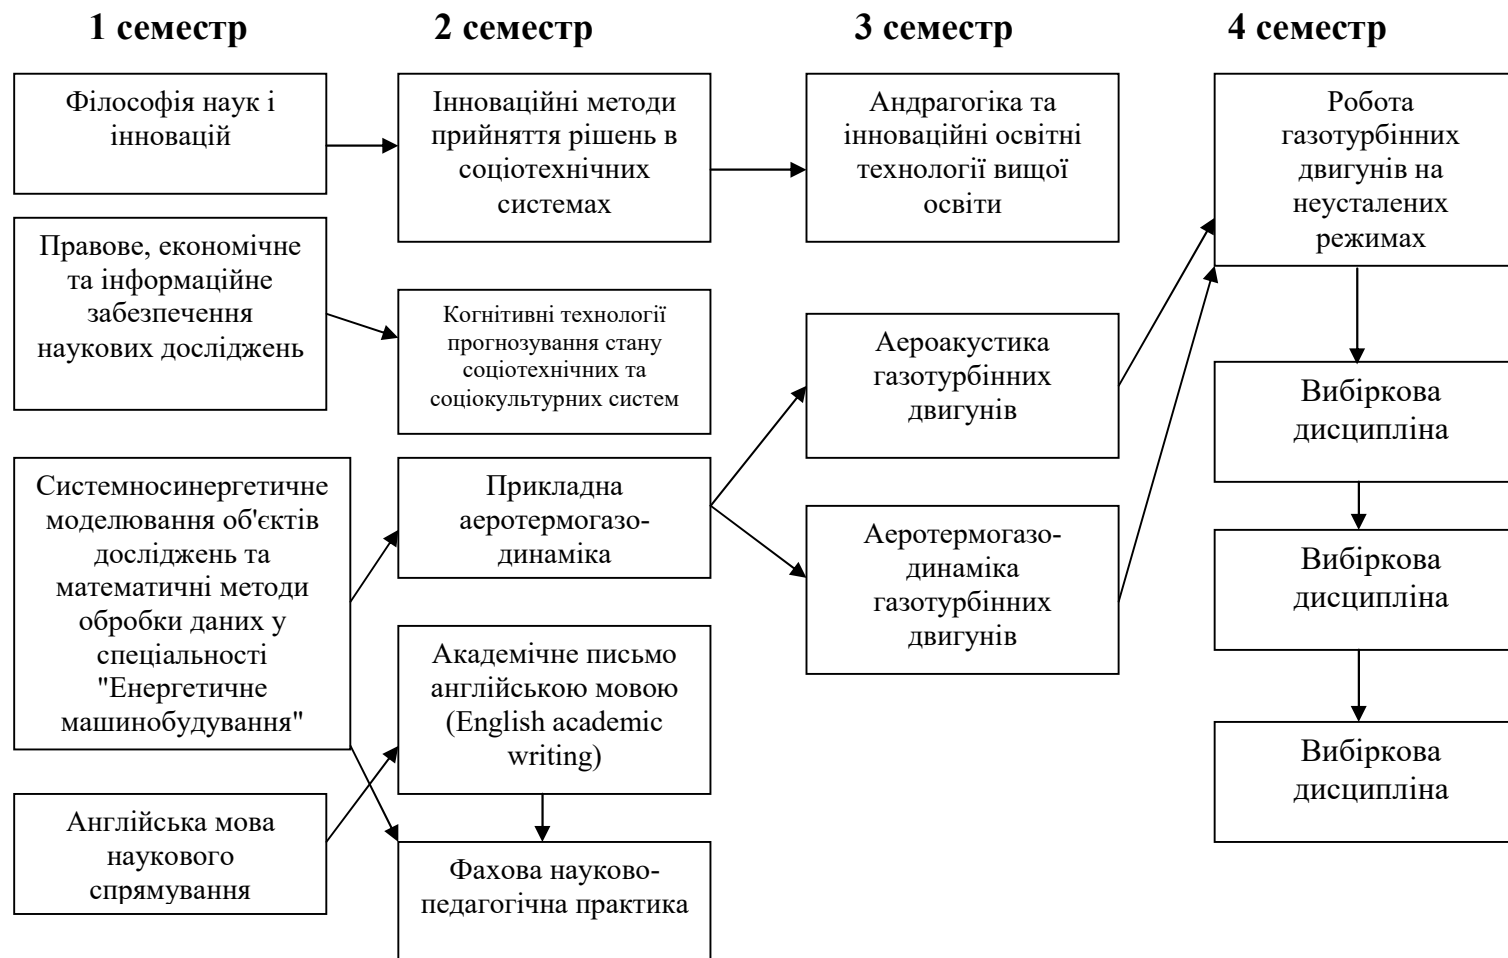 1 семестр
2 семестр
3 семестр
4 семестр
Філософія наук і
інновацій
Правове, економічне
та інформаційне
забезпечення
наукових досліджень
Системносинергетичне
моделювання об'єктів
досліджень та
математичні методи
обробки даних у
спеціальності
"Енергетичне
машинобудування"
Англійська мова
наукового
спрямування
Інноваційні методи
прийняття рішень в
соціотехнічних
системах
Когнітивні технології
прогнозування стану
соціотехнічних та
соціокультурних систем
Прикладна
аеротермогазо-
динаміка
Академічне письмо
англійською мовою
(English academic
writing)
Фахова науково-
педагогічна практика
Андрагогіка та
інноваційні освітні
технології вищої
освіти
Аероакустика
газотурбінних
двигунів
Аеротермогазо-
динаміка
газотурбінних
двигунів
Робота
газотурбінних
двигунів на
неусталених
режимах
Вибіркова
дисципліна
Вибіркова
дисципліна
Вибіркова
дисципліна